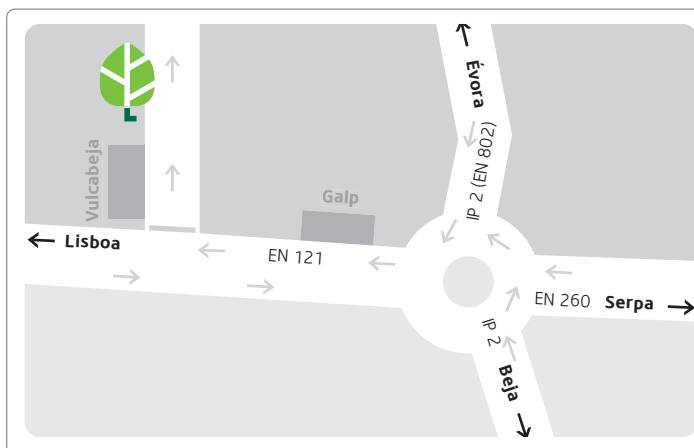 Évora
IP 2 (EN 802)
Vulcabeja
Galp
Lisboa
EN 121
EN 260 Serpa
IP 2
Beja